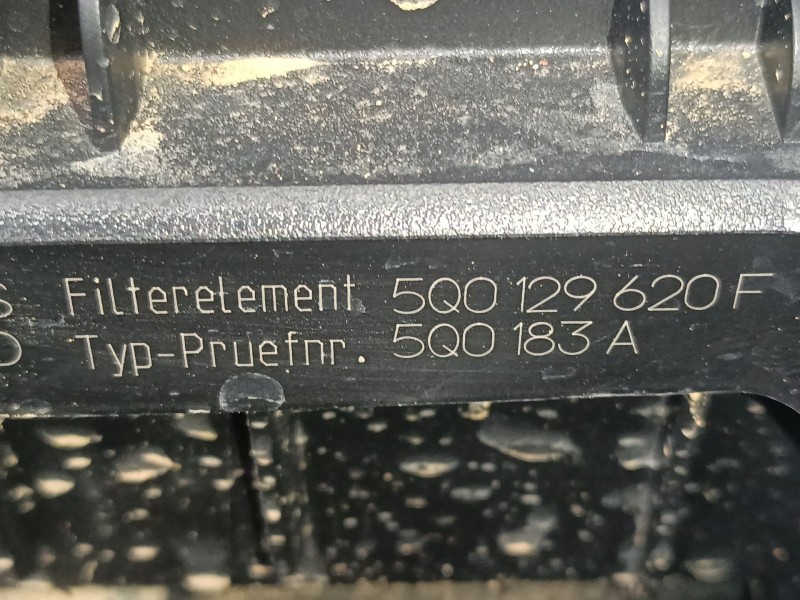 Filterelement 5Q0 129 620 F
Typ-Pruefnr. 5Q0 183 A